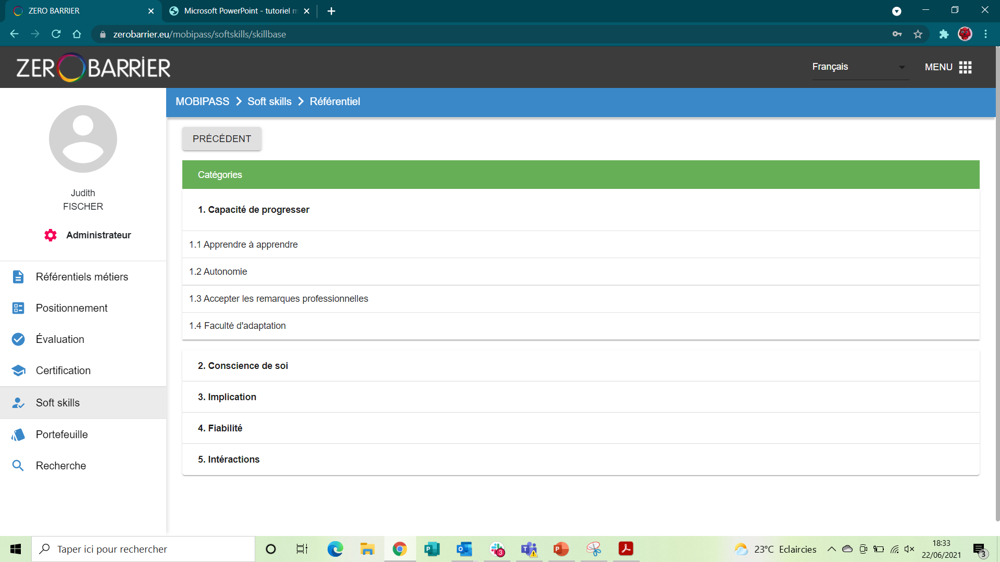 ZERO BARRIER
Microsoft PowerPoint - tutoriel m
zerobarrier.eu/mobipass/softskills/skillbase
ZEROBARRIER
Français
MENU
MOBIPASS
Soft skills
Référentiel
Judith
FISCHER
Administrateur
Référentiels métiers
Positionnement
Évaluation
Certification
Soft skills
Portefeuille
Recherche
PRÉCÉDENT
Catégories
1. Capacité de progresser
1.1 Apprendre à apprendre
1.2 Autonomie
1.3 Accepter les remarques professionnelles
1.4 Faculté d'adaptation
2. Conscience de soi
3. Implication
4. Fiabilité
5. Intéractions
Taper ici pour rechercher
3
23°C Eclaircies
18:33
22/06/2021
3